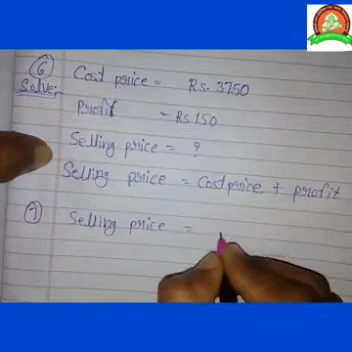 6 Cost price = Rs. 3750
Solve:
Profit = Rs. 150
Selling price = ?
Selling price = Cost price + profit
7 Selling price =